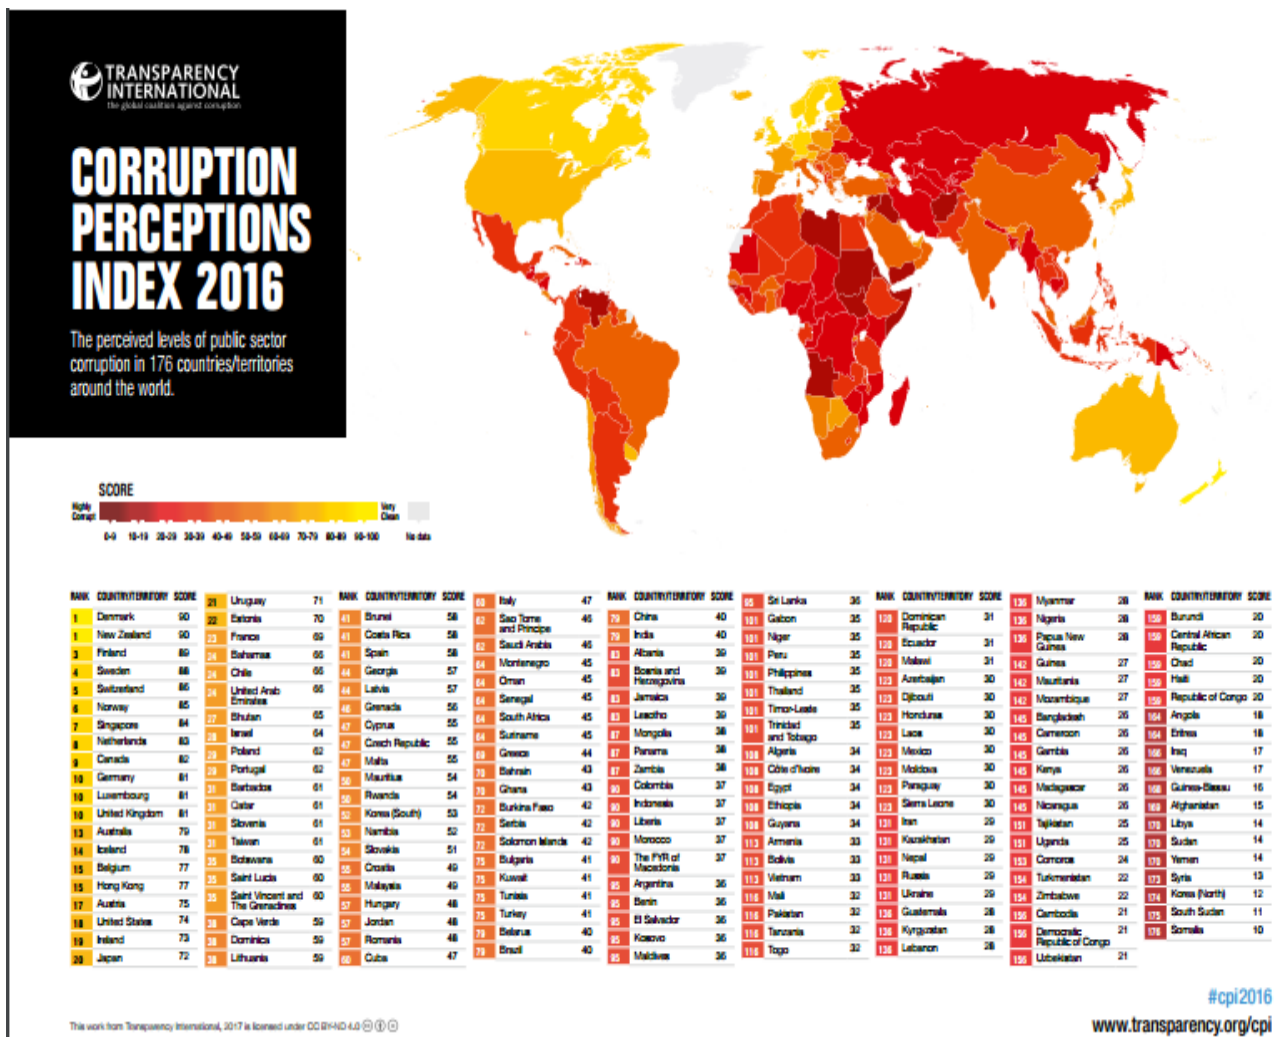 TRANSPARENCY
INTERNATIONAL
the global coalition against corruption
CORRUPTION
PERCEPTIONS
INDEX 2016
The perceived levels of public sector
corruption in 176 countries/territories
around the world.
SCORE
Highly
Corrupt
Very
Clean
0-9 10-19 20-29 30-39 40-49 50-59 60-69 70-79 80-89 90-100 No data
RANK COUNTRY/TERRITORY SCORE
1 Denmark 90
1 New Zealand 90
3 Finland 89
4 Sweden 88
5 Switzerland 86
6 Norway 85
7 Singapore 84
8 Netherlands 83
9 Canada 82
10 Germany 81
10 Luxembourg 81
10 United Kingdom 81
13 Australia 79
14 Iceland 78
15 Belgium 77
15 Hong Kong 77
17 Austria 75
18 United States 74
19 Ireland 73
20 Japan 72
21 Uruguay 71
22 Estonia 70
23 France 69
24 Bahamas 66
24 Chile 66
24 United Arab
Emirates 66
27 Bhutan 65
28 Israel 64
29 Poland 62
29 Portugal 62
31 Barbados 61
31 Qatar 61
31 Slovenia 61
31 Taiwan 61
35 Botswana 60
35 Saint Lucia 60
35 Saint Vincent and
The Grenadines 60
38 Cape Verde 59
38 Dominica 59
38 Lithuania 59
RANK COUNTRY/TERRITORY SCORE
41 Brunei 58
41 Costa Rica 58
41 Spain 58
44 Georgia 57
44 Latvia 57
46 Grenada 56
47 Cyprus 55
47 Czech Republic 55
47 Malta 55
50 Mauritius 54
50 Rwanda 54
52 Korea (South) 53
53 Namibia 52
54 Slovakia 51
55 Croatia 49
55 Malaysia 49
57 Hungary 48
57 Jordan 48
57 Romania 48
60 Cuba 47
60 Italy 47
62 Sao Tome
and Principe 46
62 Saudi Arabia 46
64 Montenegro 45
64 Oman 45
64 Senegal 45
64 South Africa 45
64 Suriname 45
69 Greece 44
70 Bahrain 43
70 Ghana 43
72 Burkina Faso 42
72 Serbia 42
72 Solomon Islands 42
75 Bulgaria 41
75 Kuwait 41
75 Tunisia 41
75 Turkey 41
79 Belarus 40
79 Brazil 40
RANK COUNTRY/TERRITORY SCORE
79 China 40
79 India 40
83 Albania 39
83 Bosnia and
Herzegovina 39
83 Jamaica 39
83 Lesotho 39
87 Mongolia 38
87 Panama 38
87 Zambia 38
90 Colombia 37
90 Indonesia 37
90 Liberia 37
90 Morocco 37
90 The FYR of
Macedonia 37
95 Argentina 36
95 Benin 36
95 El Salvador 36
95 Kosovo 36
95 Maldives 36
95 Sri Lanka 36
101 Gabon 35
101 Niger 35
101 Peru 35
101 Philippines 35
101 Thailand 35
101 Timor-Leste 35
101 Trinidad
and Tobago 35
108 Algeria 34
108 Côte d'Ivoire 34
108 Egypt 34
108 Ethiopia 34
108 Guyana 34
113 Armenia 33
113 Bolivia 33
113 Vietnam 33
116 Mali 32
116 Pakistan 32
116 Tanzania 32
116 Togo 32
RANK COUNTRY/TERRITORY SCORE
120 Dominican
Republic 31
120 Ecuador 31
120 Malawi 31
123 Azerbaijan 30
123 Djibouti 30
123 Honduras 30
123 Laos 30
123 Mexico 30
123 Moldova 30
123 Paraguay 30
123 Sierra Leone 30
131 Iran 29
131 Kazakhstan 29
131 Nepal 29
131 Russia 29
131 Ukraine 29
136 Guatemala 28
136 Kyrgyzstan 28
136 Lebanon 28
136 Myanmar 28
136 Nigeria 28
136 Papua New
Guinea 28
142 Guinea 27
142 Mauritania 27
142 Mozambique 27
145 Bangladesh 26
145 Cameroon 26
145 Gambia 26
145 Kenya 26
145 Madagascar 26
145 Nicaragua 26
151 Tajikistan 25
151 Uganda 25
153 Comoros 24
154 Turkmenistan 22
154 Zimbabwe 22
156 Cambodia 21
156 Democratic
Republic of Congo 21
156 Uzbekistan 21
RANK COUNTRY/TERRITORY SCORE
159 Burundi 20
159 Central African
Republic 20
159 Chad 20
159 Haiti 20
159 Republic of Congo 20
164 Angola 18
164 Eritrea 18
166 Iraq 17
166 Venezuela 17
168 Guinea-Bissau 16
169 Afghanistan 15
170 Libya 14
170 Sudan 14
170 Yemen 14
173 Syria 13
174 Korea (North) 12
175 South Sudan 11
176 Somalia 10
#cpi2016
www.transparency.org/cpi
This work from Transparency International, 2017 is licensed under CC BY-ND 4.0